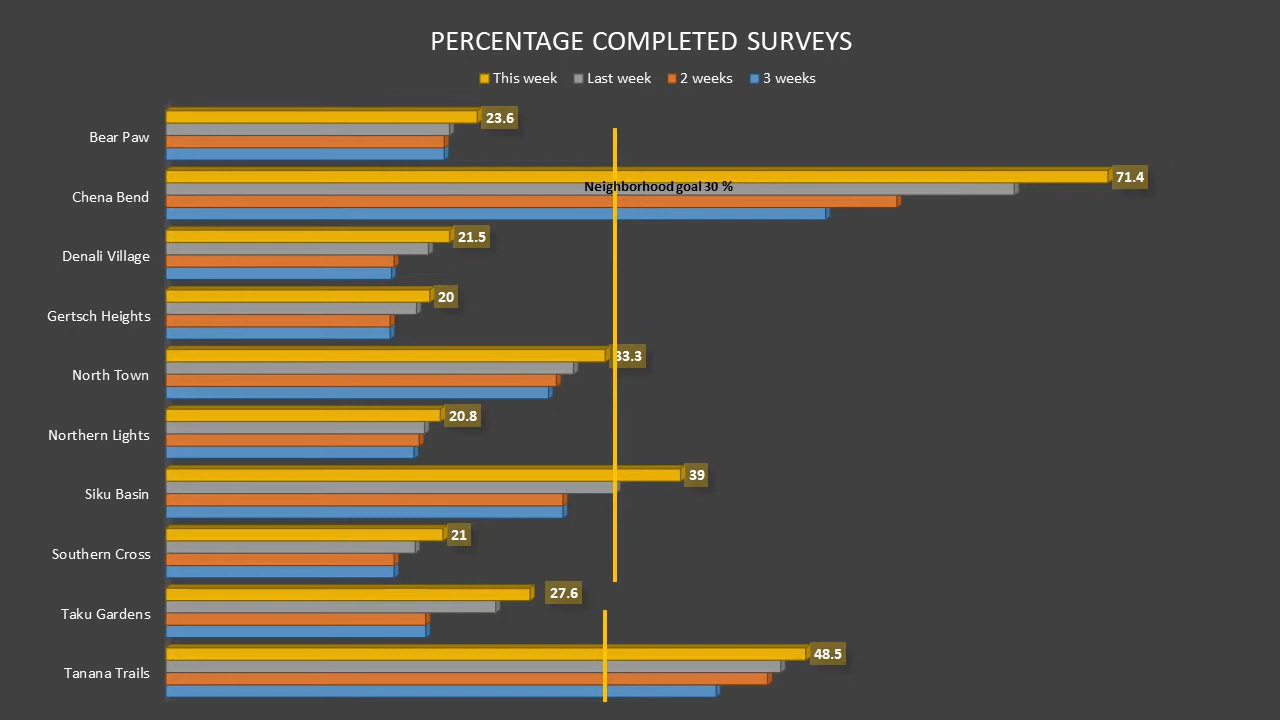 PERCENTAGE COMPLETED SURVEYS
This week Last week 2 weeks 3 weeks
Bear Paw 23.6
Chena Bend 71.4
Neighborhood goal 30 %
Denali Village 21.5
Gertsch Heights 20
North Town 33.3
Northern Lights 20.8
Siku Basin 39
Southern Cross 21
Taku Gardens 27.6
Tanana Trails 48.5